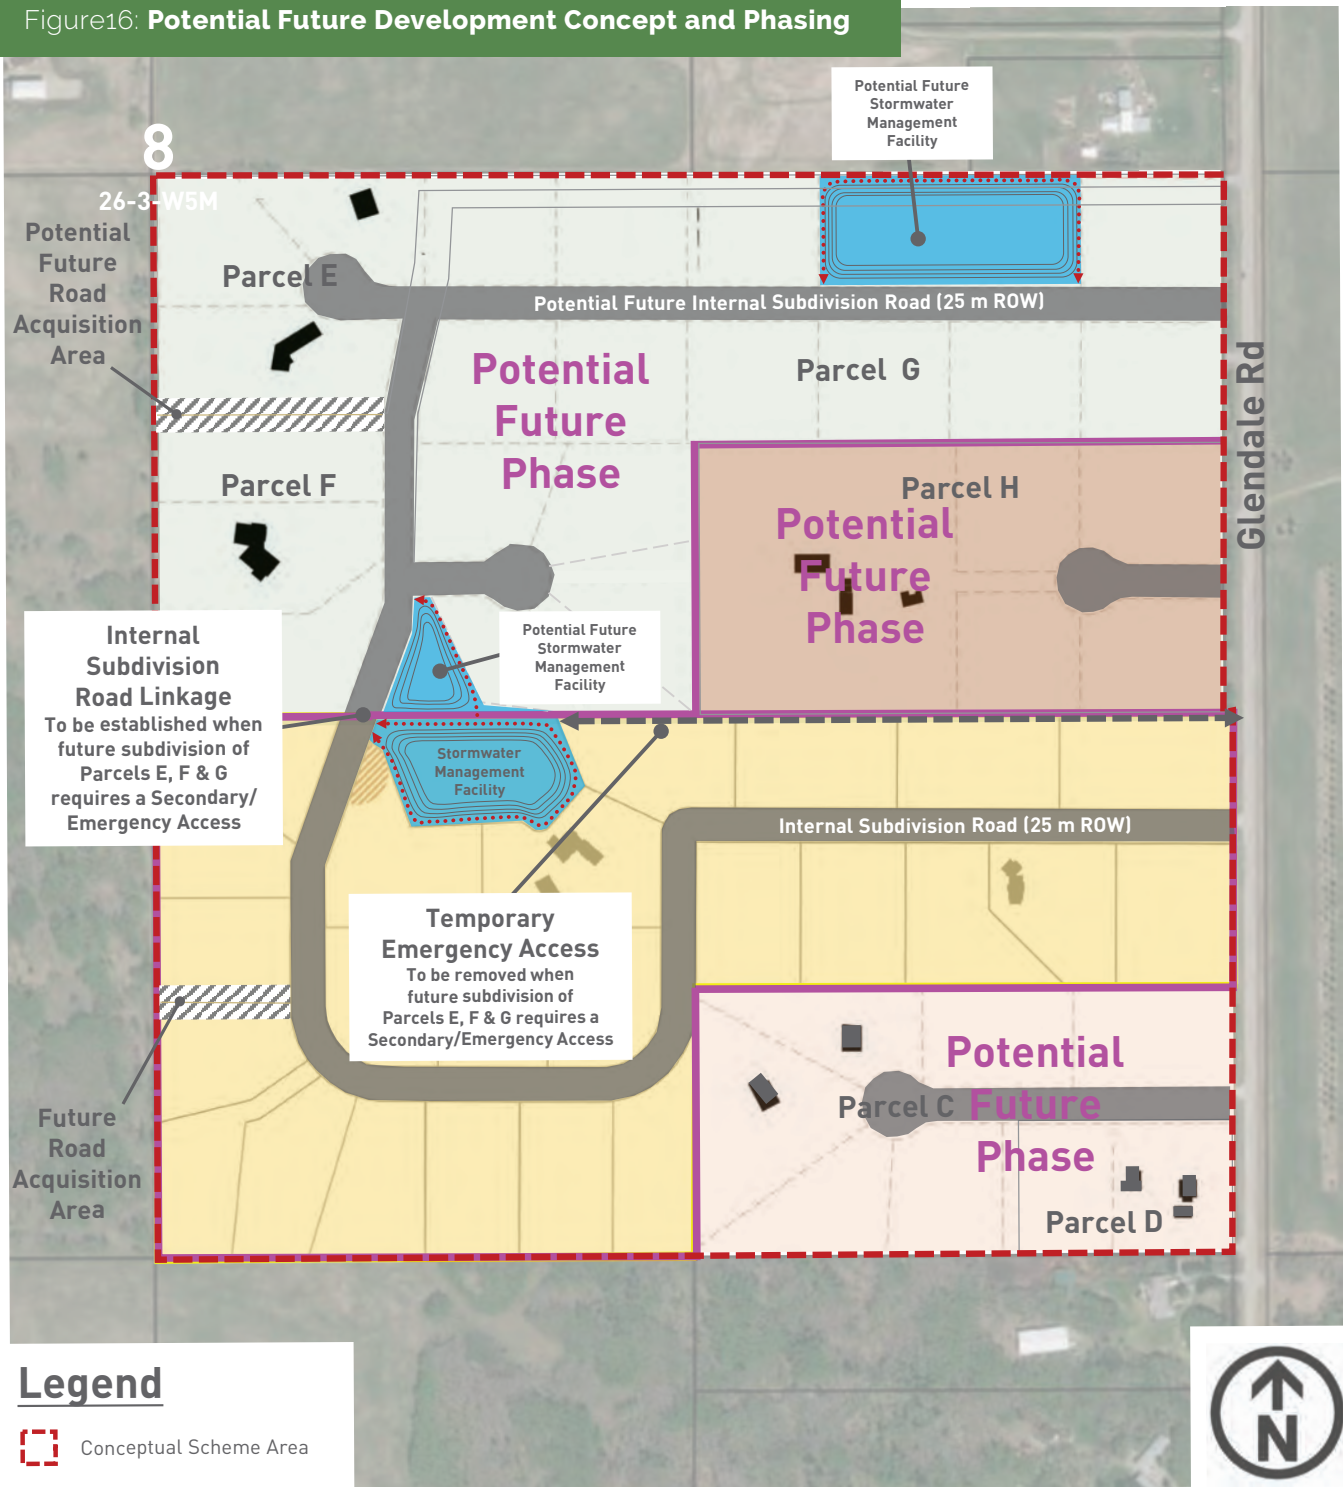 Figure16: Potential Future Development Concept and Phasing
Potential Future
Stormwater
Management
Facility
8
26-3-W5M
Potential
Future
Road
Acquisition
Area
Parcel E
Potential Future Internal Subdivision Road (25 m ROW)
Potential
Future
Phase
Parcel G
Glendale Rd
Parcel F
Parcel H
Potential
Future
Phase
Internal
Subdivision
Road Linkage
To be established when
future subdivision of
Parcels E, F & G
requires a Secondary/
Emergency Access
Potential Future
Stormwater
Management
Facility
Stormwater
Management
Facility
Internal Subdivision Road (25 m ROW)
Temporary
Emergency Access
To be removed when
future subdivision of
Parcels E, F & G requires a
Secondary/Emergency Access
Potential
Future
Phase
Parcel C
Parcel D
Future
Road
Acquisition
Area
Legend
Conceptual Scheme Area
N